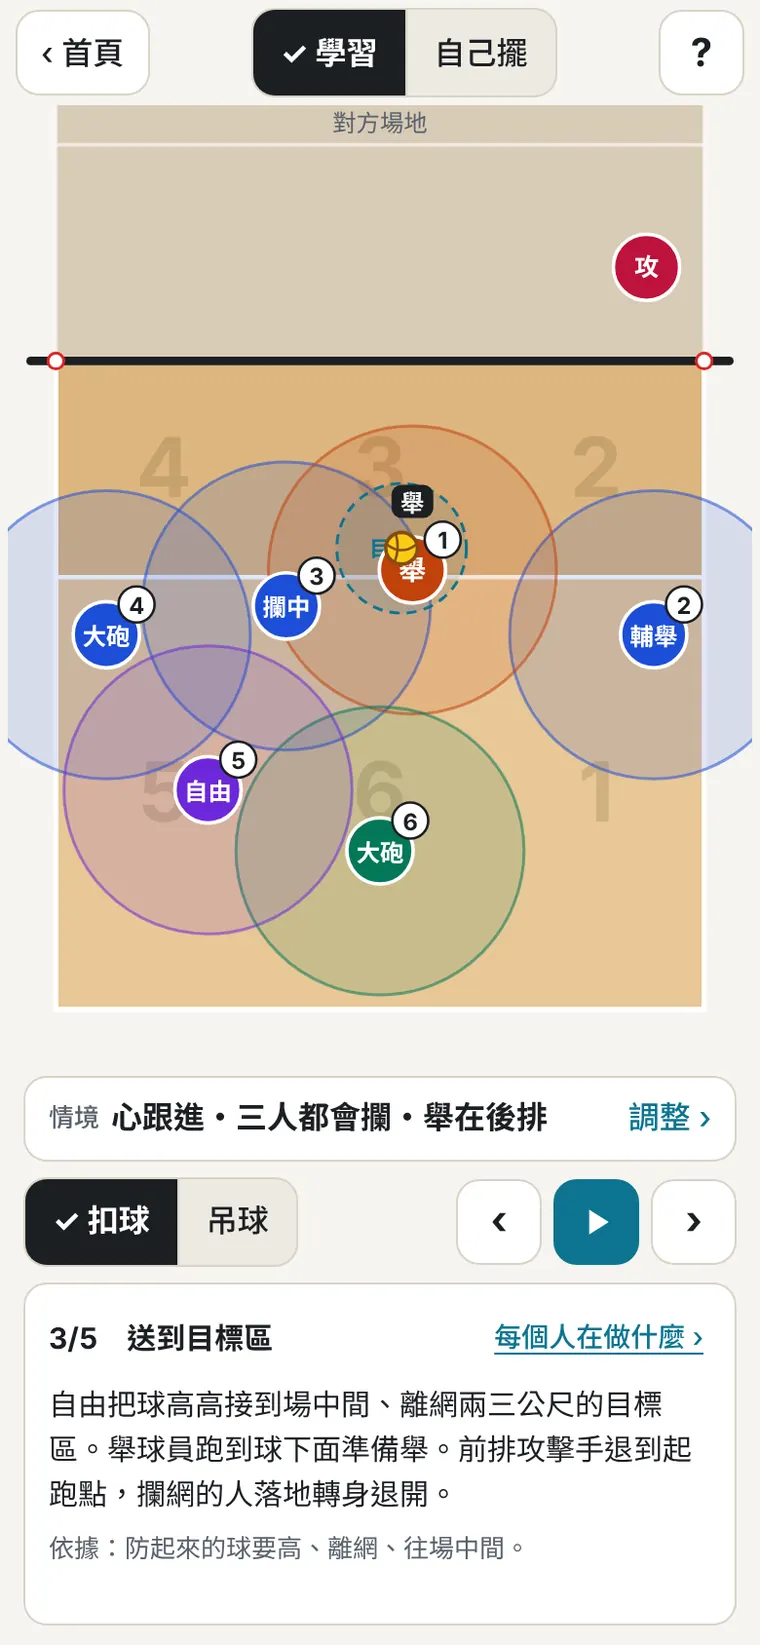 ‹ 首頁
✓ 學習
自己擺
?
對方場地
攻
4
3
2
舉
1
舉
3
攔中
4
大砲
2
輔舉
5
6
1
5
自由
6
大砲
情境 心跟進・三人都會攔・舉在後排
調整 ›
✓ 扣球
吊球
‹
›
3/5 送到目標區
每個人在做什麼 ›
自由把球高高接到場中間、離網兩三公尺的目標
區。舉球員跑到球下面準備舉。前排攻擊手退到起
跑點，攔網的人落地轉身退開。
依據：防起來的球要高、離網、往場中間。